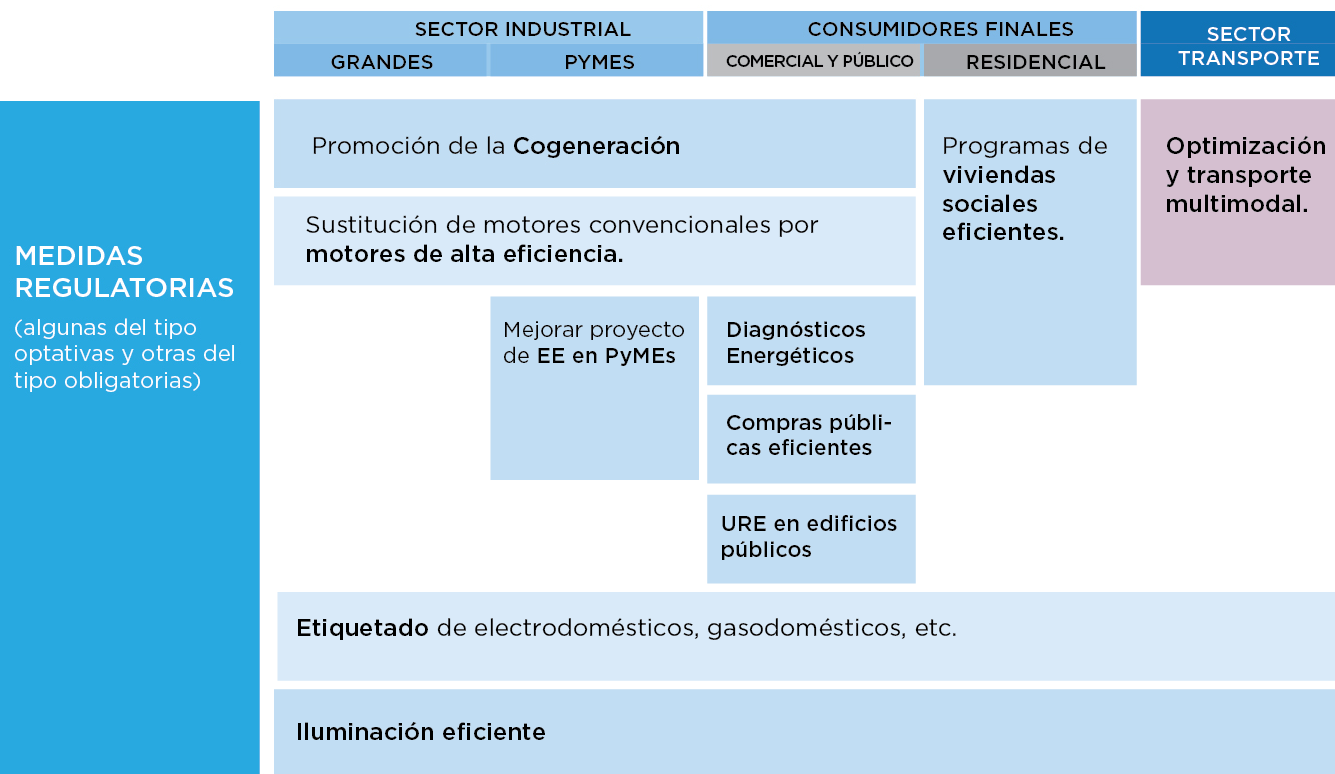 SECTOR INDUSTRIAL
CONSUMIDORES FINALES
SECTOR
TRANSPORTE
GRANDES
PYMES
COMERCIAL Y PÚBLICO
RESIDENCIAL
MEDIDAS
REGULATORIAS
(algunas del tipo
optativas y otras del
tipo obligatorias)
Promoción de la Cogeneración
Programas de
viviendas
sociales
eficientes.
Optimización
y transporte
multimodal.
Sustitución de motores convencionales por
motores de alta eficiencia.
Mejorar proyecto
de EE en PyMEs
Diagnósticos
Energéticos
Compras públi-
cas eficientes
URE en edificios
públicos
Etiquetado de electrodomésticos, gasodomésticos, etc.
Iluminación eficiente